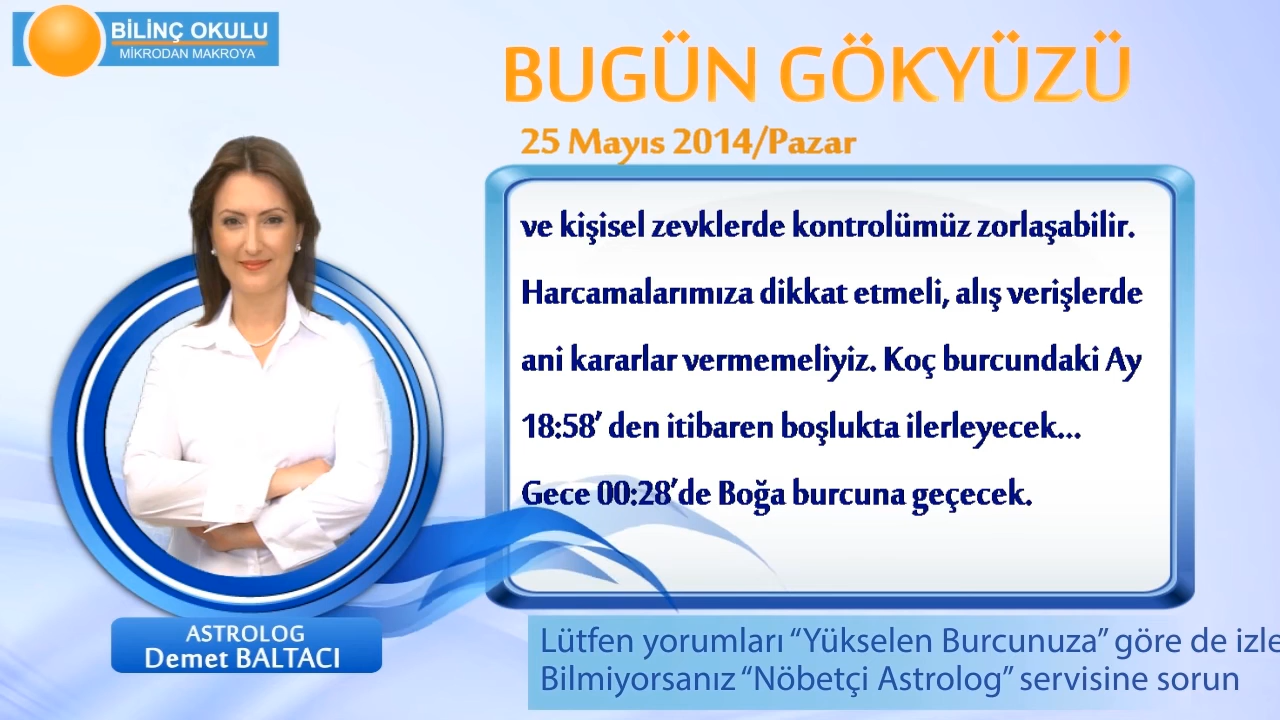 BİLİNÇ OKULU
MİKRODAN MAKROYA
BUGÜN GÖKYÜZÜ
25 Mayıs 2014/Pazar
ve kişisel zevklerde kontrolümüz zorlaşabilir.
Harcamalarımıza dikkat etmeli, alış verişlerde
ani kararlar vermemeliyiz. Koç burcundaki Ay
18:58' den itibaren boşlukta ilerleyecek...
Gece 00:28'de Boğa burcuna geçecek.
ASTROLOG
Demet BALTACI
Lütfen yorumları “Yükselen Burcunuza” göre de izle
Bilmiyorsanız “Nöbetçi Astrolog” servisine sorun